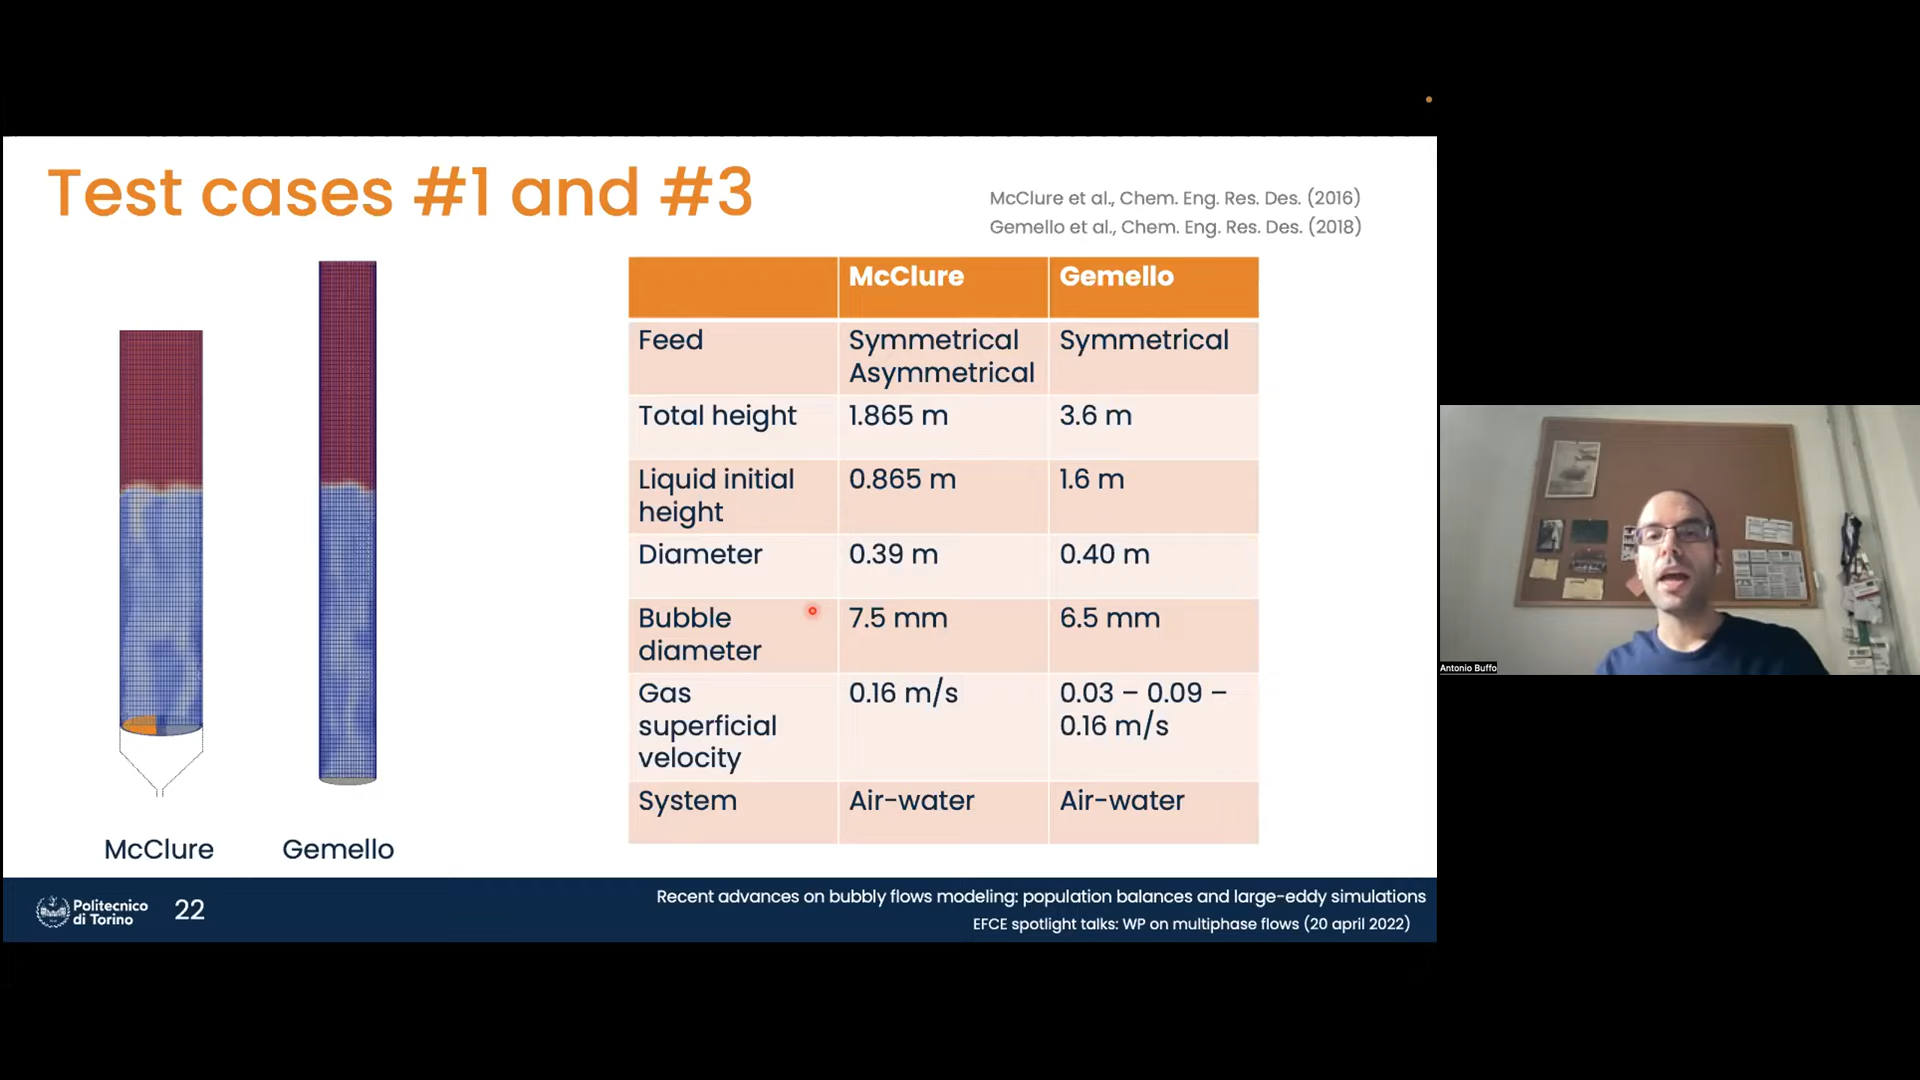 Test cases #1 and #3
McClure et al., Chem. Eng. Res. Des. (2016)
Gemello et al., Chem. Eng. Res. Des. (2018)
McClure
Gemello
Feed
Symmetrical
Asymmetrical
Symmetrical
Total height
1.865 m
3.6 m
Liquid initial
height
0.865 m
1.6 m
Diameter
0.39 m
0.40 m
Bubble
diameter
7.5 mm
6.5 mm
Gas
superficial
velocity
0.16 m/s
0.03 – 0.09 –
0.16 m/s
System
Air-water
Air-water
McClure
Gemello
Politecnico
di Torino
22
Recent advances on bubbly flows modeling: population balances and large-eddy simulations
EFCE spotlight talks: WP on multiphase flows (20 april 2022)
Antonio Buffo